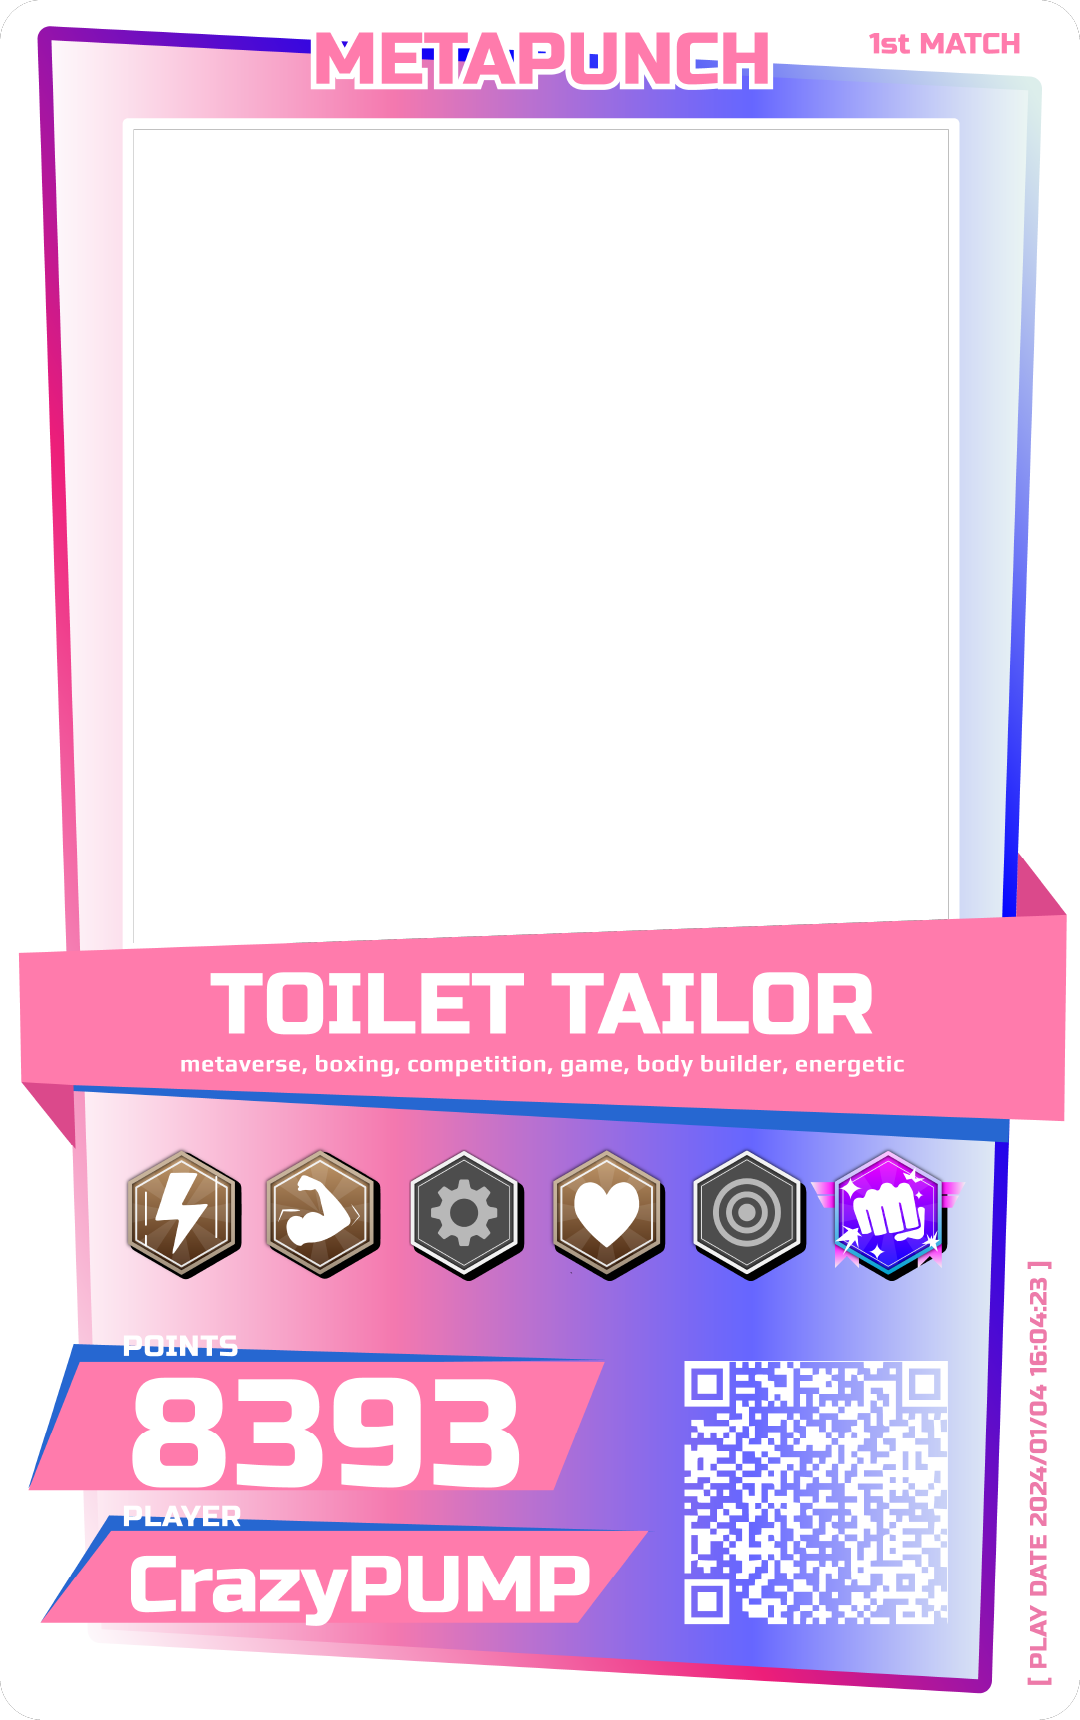 METAPUNCH
1st MATCH
TOILET TAILOR
metaverse, boxing, competition, game, body builder, energetic
POINTS
8393
PLAYER
CrazyPUMP
[ PLAY DATE 2024/01/04 16:04:23 ]